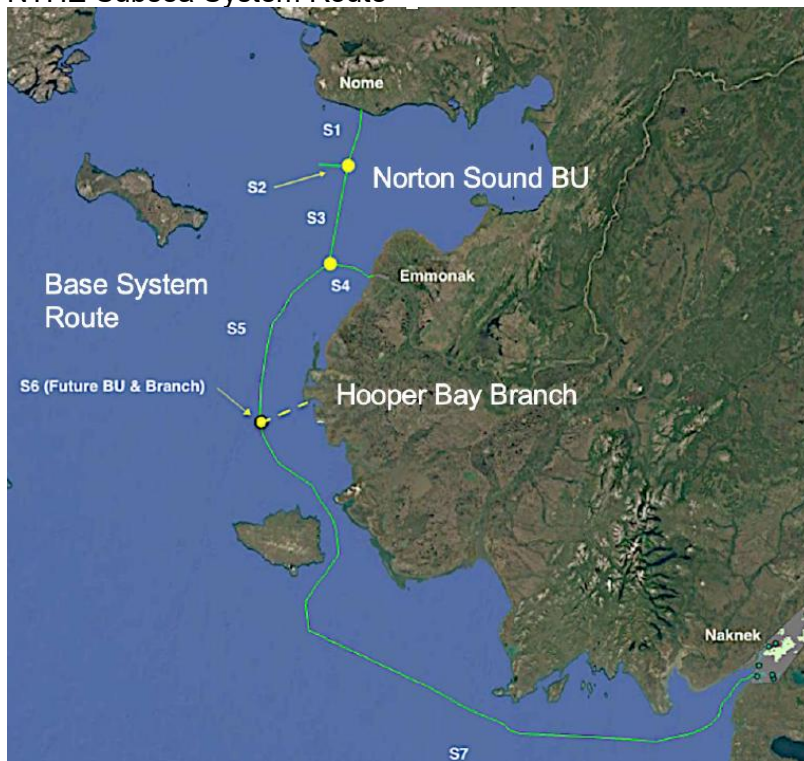 Nome
S1
S2
Norton Sound BU
S3
Emmonak
S4
Base System
Route
S5
S6 (Future BU & Branch)
Hooper Bay Branch
Naknek
S7